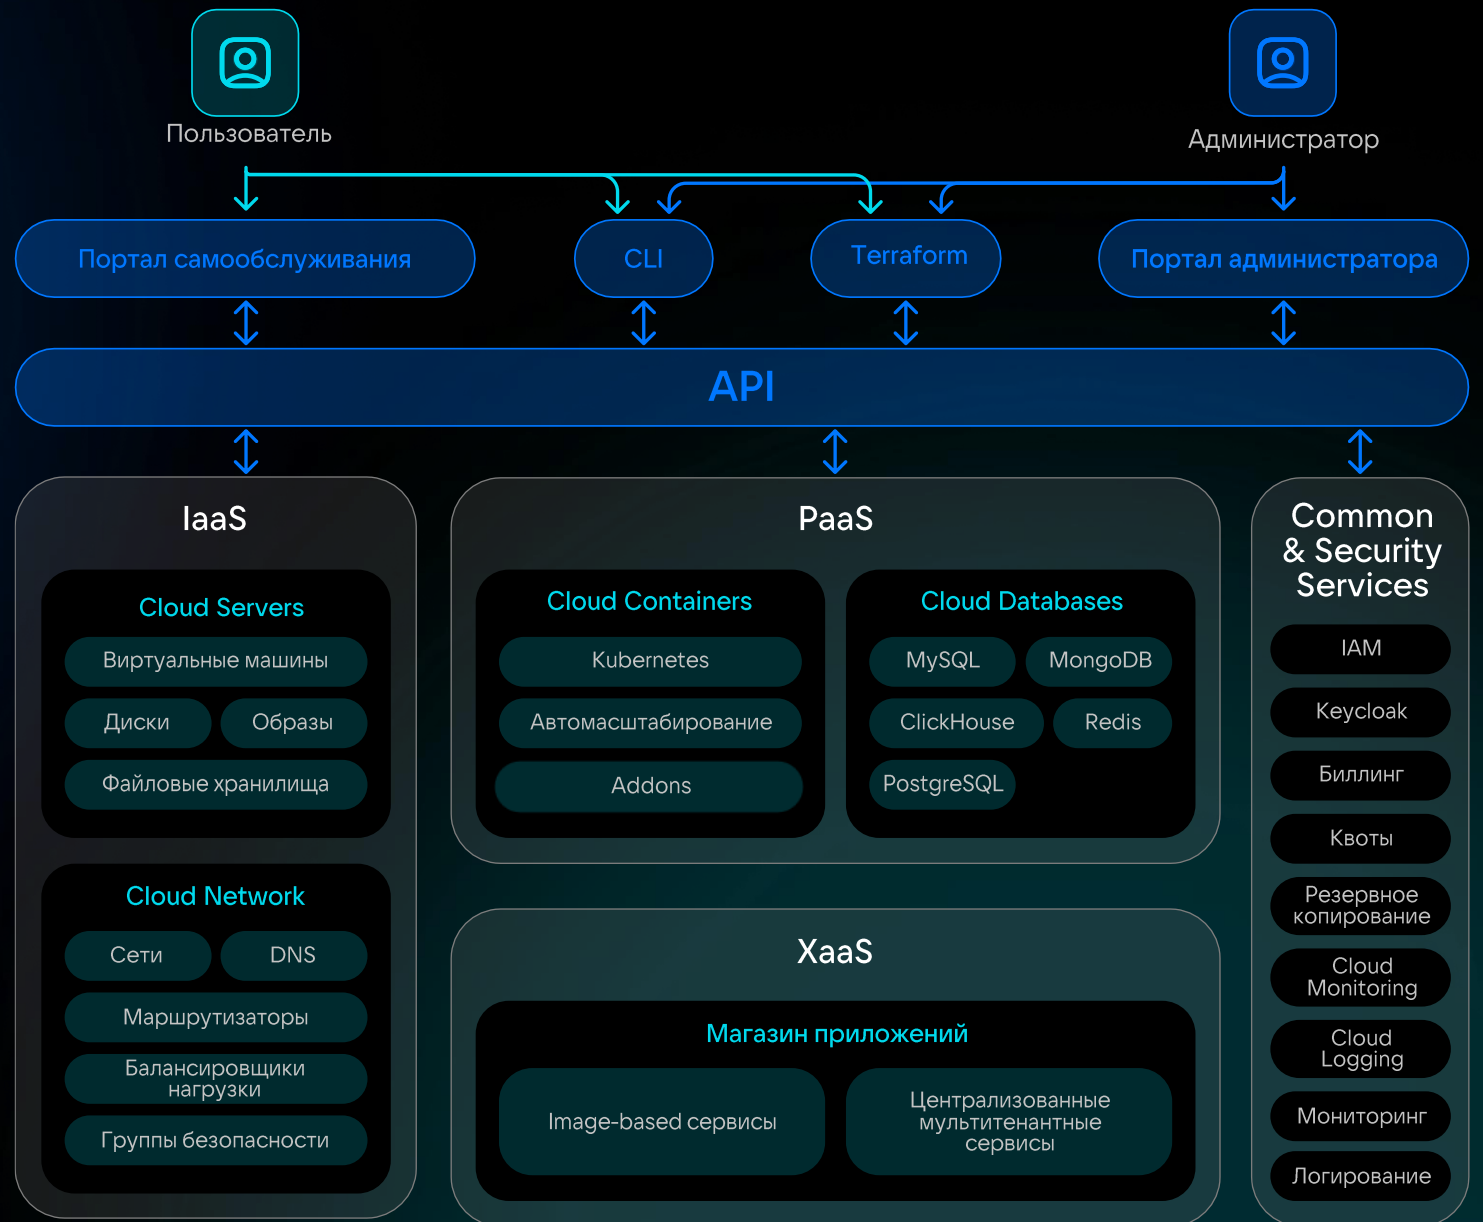 Пользователь
Администратор
Портал самообслуживания
CLI
Terraform
Портал администратора
API
IaaS
Cloud Servers
Виртуальные машины
Диски
Образы
Файловые хранилища
Cloud Network
Сети
DNS
Маршрутизаторы
Балансировщики
нагрузки
Группы безопасности
PaaS
Cloud Containers
Kubernetes
Автомасштабирование
Addons
Cloud Databases
MySQL
MongoDB
ClickHouse
Redis
PostgreSQL
XaaS
Магазин приложений
Image-based сервисы
Централизованные
мультитенантные
сервисы
Common
& Security
Services
IAM
Keycloak
Биллинг
Квоты
Резервное
копирование
Cloud
Monitoring
Cloud
Logging
Мониторинг
Логирование